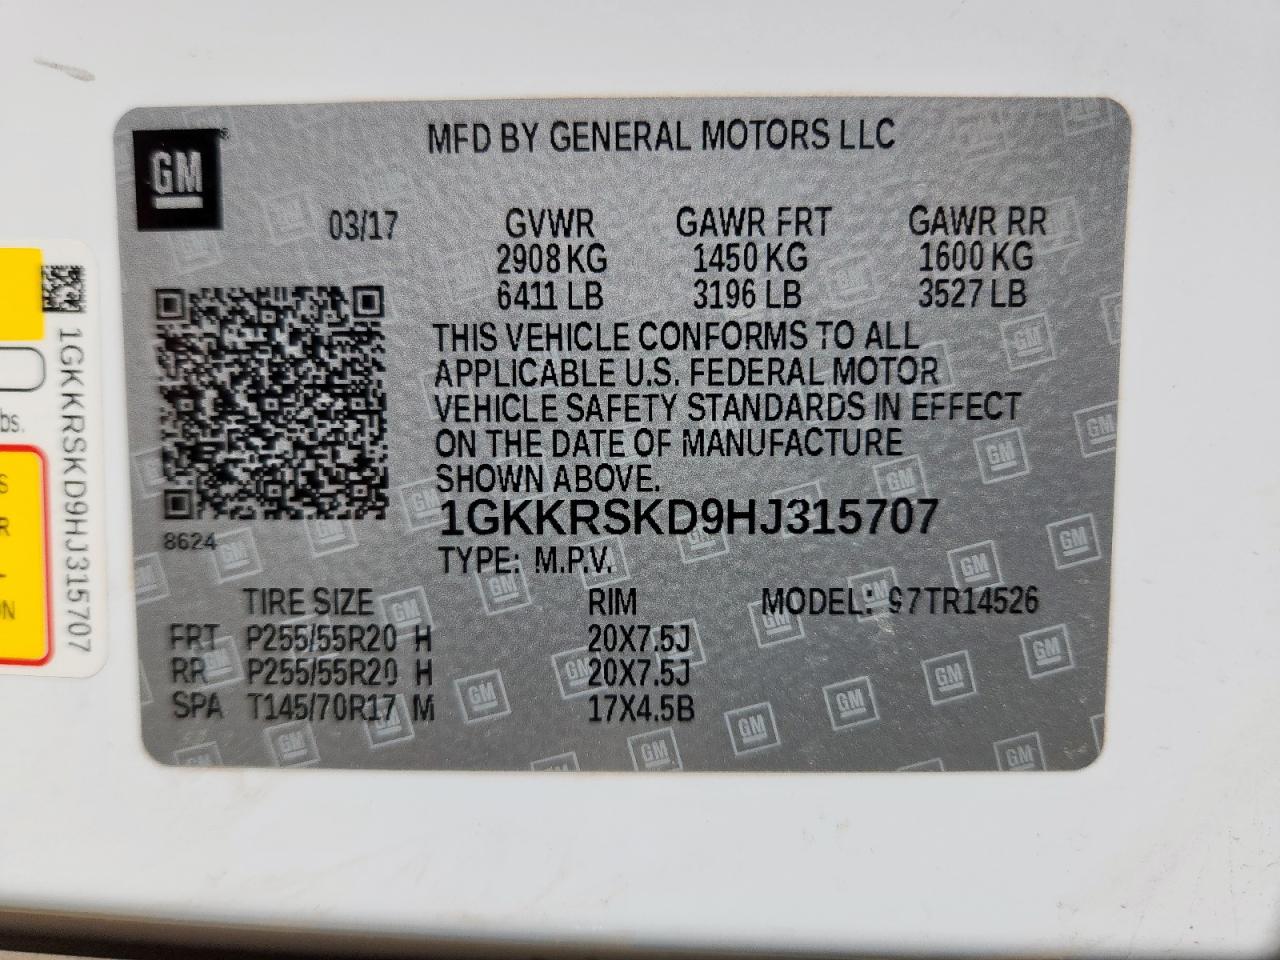 GM
MFD BY GENERAL MOTORS LLC
03/17
GVWR GAWR FRT GAWR RR
2908 KG 1450 KG 1600 KG
6411 LB 3196 LB 3527 LB
THIS VEHICLE CONFORMS TO ALL
APPLICABLE U.S. FEDERAL MOTOR
VEHICLE SAFETY STANDARDS IN EFFECT
ON THE DATE OF MANUFACTURE
SHOWN ABOVE.
1GKKRSKD9HJ315707
8624
TYPE: M.P.V.
TIRE SIZE RIM MODEL: 97TR14526
FRT P255/55R20 H 20X7.5J
RR P255/55R20 H 20X7.5J
SPA T145/70R17 M 17X4.5B
1GKKRSKD9HJ315707
bs.
S
R
ON